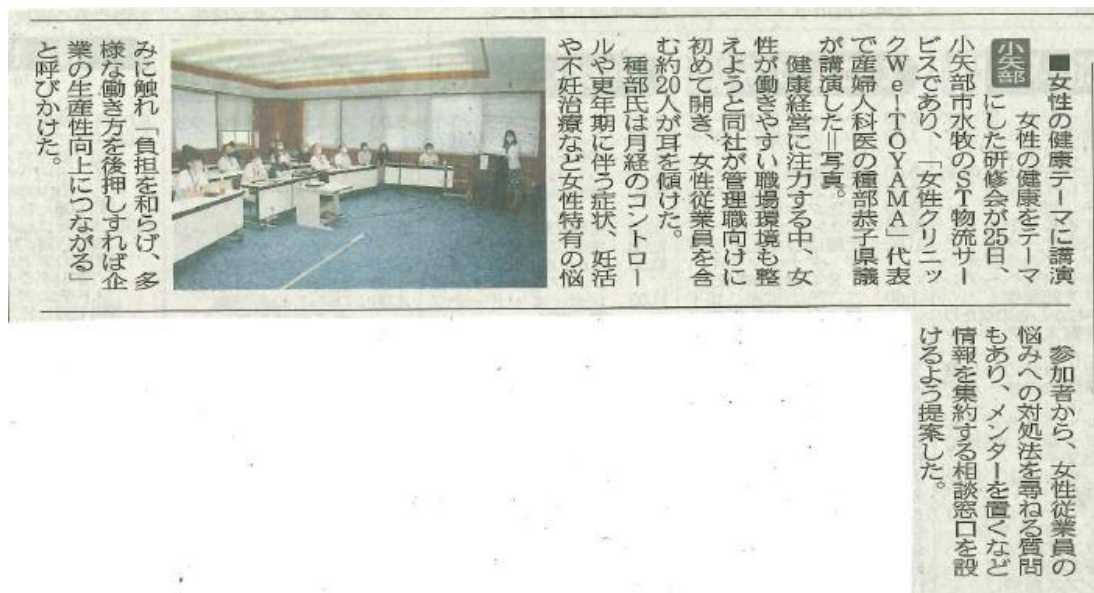 ■女性の健康テーマに講演
小矢部
女性の健康をテーマ
にした研修会が25日、
小矢部市水牧のST物流サー
ビスであり、「女性クリニッ
クWe!TOYAMA」代表
で産婦人科医の種部恭子県議
が講演した＝写真。
健康経営に注力する中、女
性が働きやすい職場環境も整
えようと同社が管理職向けに
初めて開き、女性従業員を含
む約20人が耳を傾けた。
種部氏は月経のコントロー
ルや更年期に伴う症状、妊活
や不妊治療など女性特有の悩
みに触れ「負担を和らげ、多
様な働き方を後押しすれば企
業の生産性向上につながる」
と呼びかけた。
参加者から、女性従業員の
悩みへの対処法を尋ねる質問
もあり、メンターを置くなど
情報を集約する相談窓口を設
けるよう提案した。